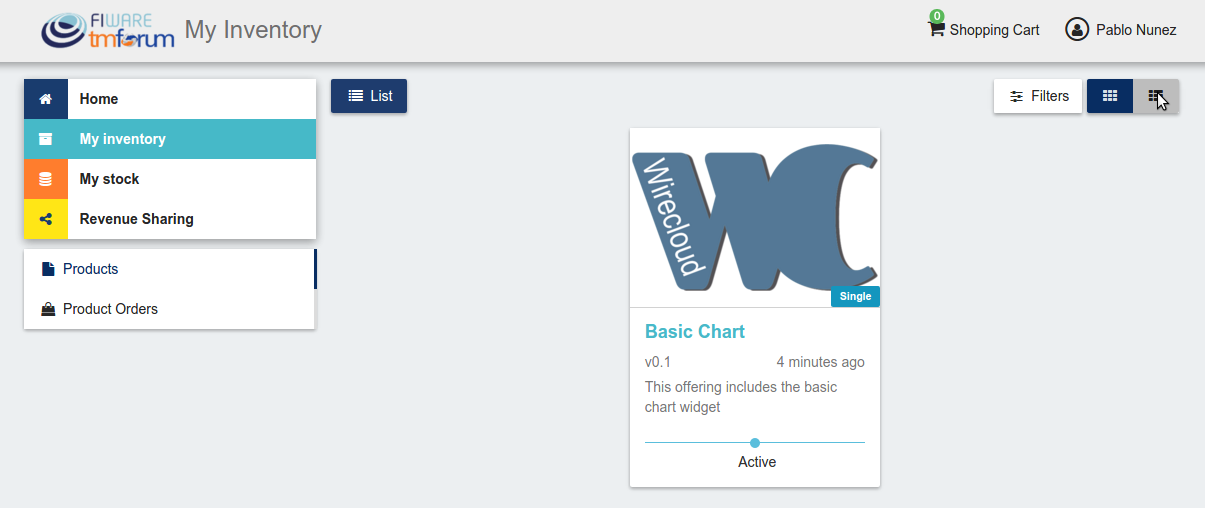 FIWARE
tmforum
My Inventory
0
Shopping Cart
Pablo Nunez
Home
My inventory
My stock
Revenue Sharing
Products
Product Orders
List
Filters
WC
Wirecloud
Single
Basic Chart
v0.1
4 minutes ago
This offering includes the basic
chart widget
Active